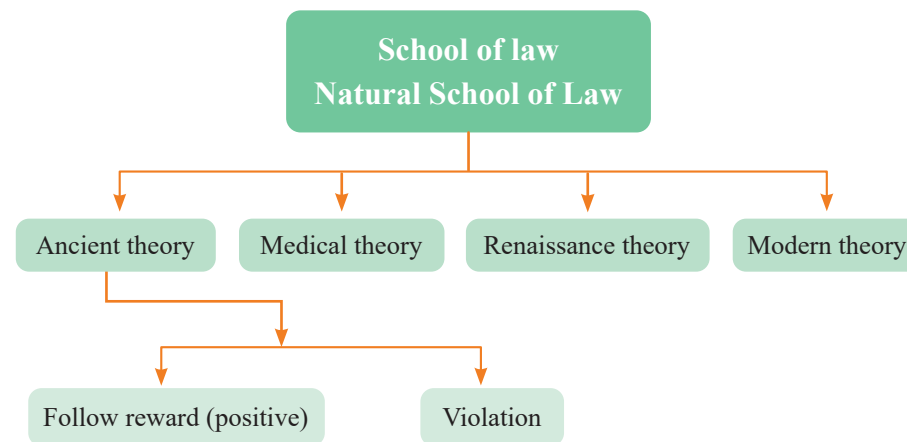 School of law
Natural School of Law
Ancient theory
Medical theory
Renaissance theory
Modern theory
Follow reward (positive)
Violation